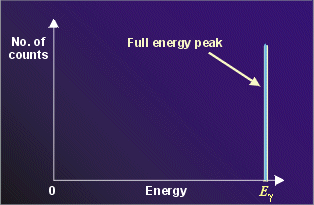 No. of
counts
Full energy peak
0
Energy
Eγ